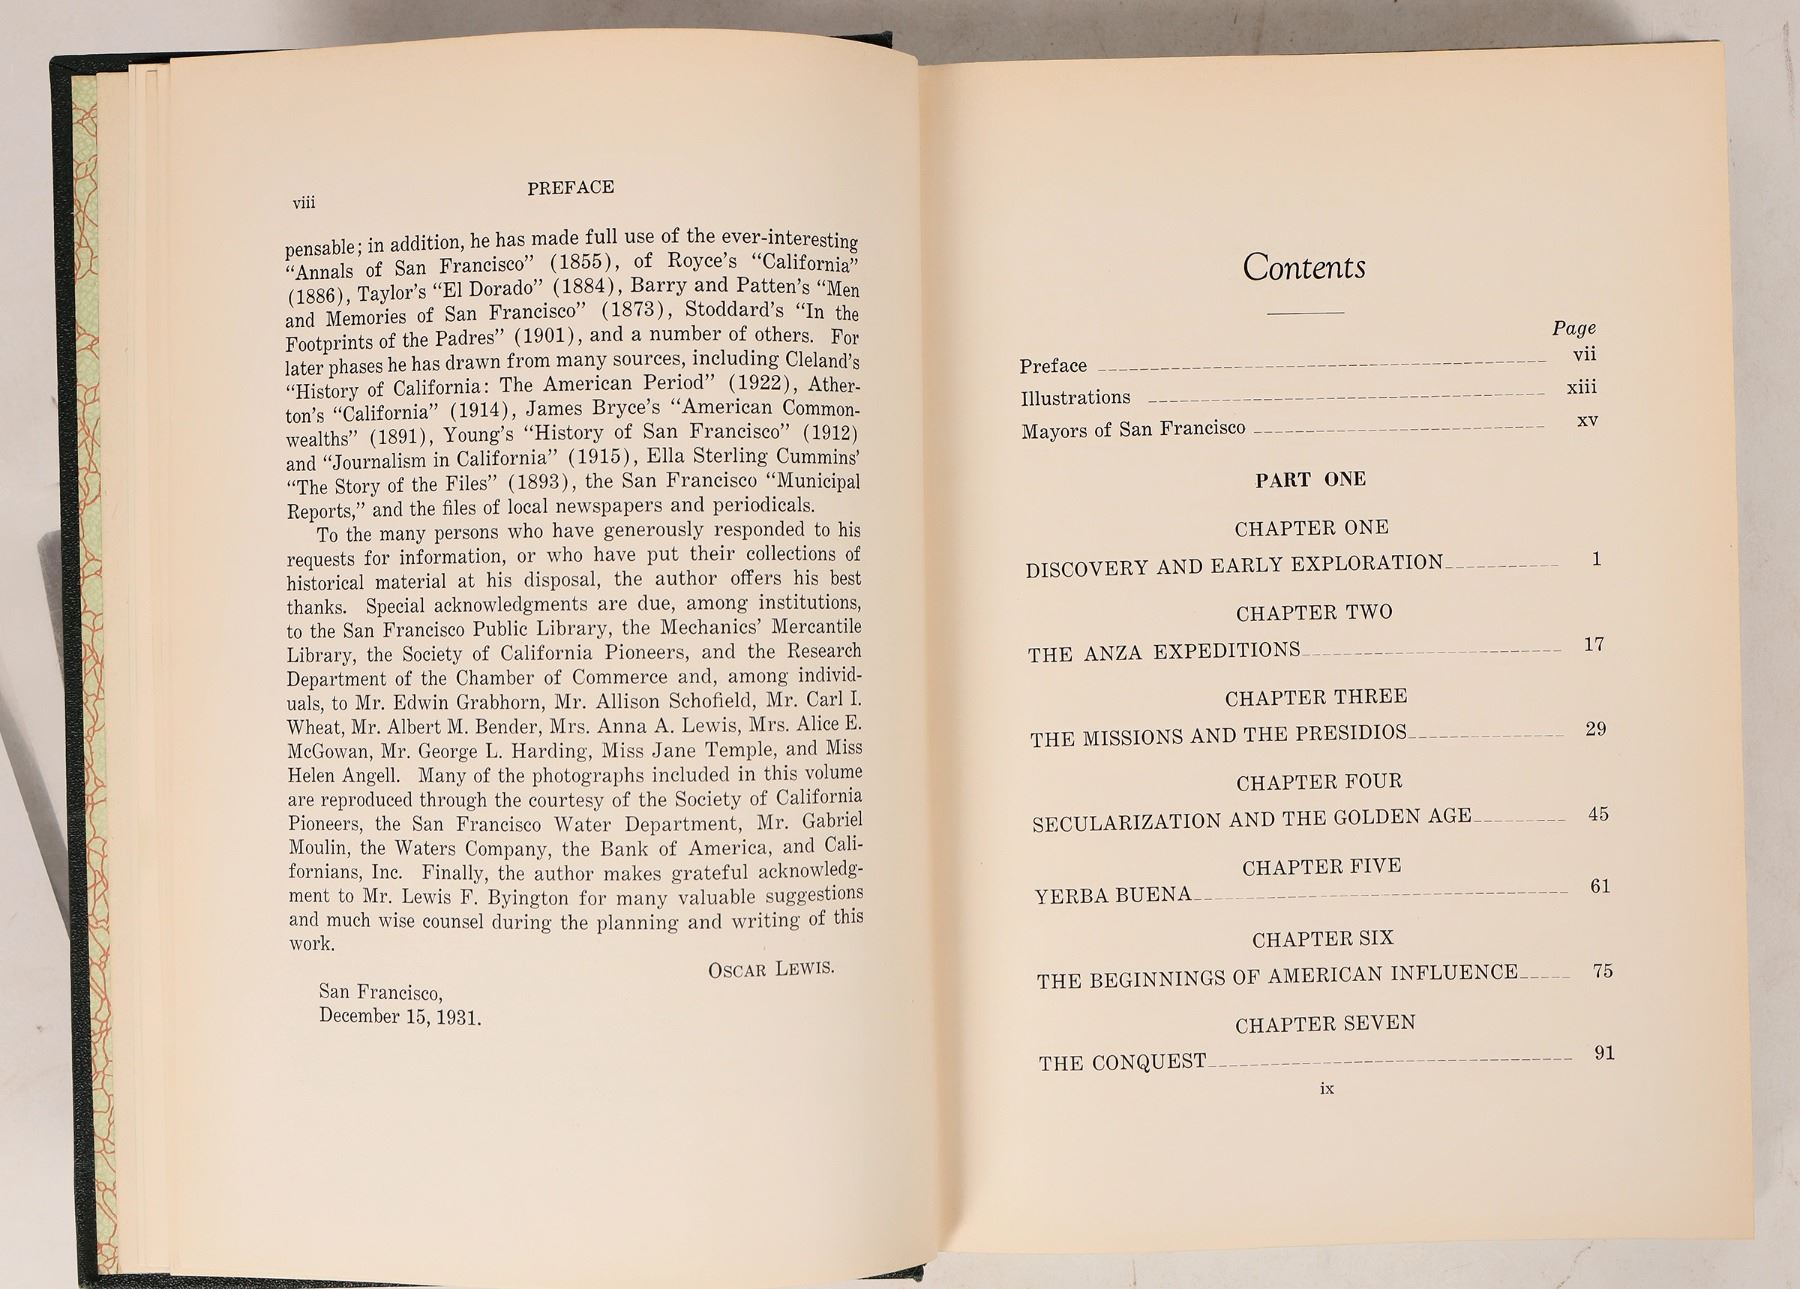 viii
PREFACE
pensable; in addition, he has made full use of the ever-interesting
“Annals of San Francisco” (1855), of Royce’s “California”
(1886), Taylor’s “El Dorado” (1884), Barry and Patten’s “Men
and Memories of San Francisco” (1873), Stoddard’s “In the
Footprints of the Padres” (1901), and a number of others. For
later phases he has drawn from many sources, including Cleland’s
“History of California: The American Period” (1922), Ather-
ton’s “California” (1914), James Bryce’s “American Common-
wealths” (1891), Young’s “History of San Francisco” (1912)
and “Journalism in California” (1915), Ella Sterling Cummins’
“The Story of the Files” (1893), the San Francisco “Municipal
Reports,” and the files of local newspapers and periodicals.
To the many persons who have generously responded to his
requests for information, or who have put their collections of
historical material at his disposal, the author offers his best
thanks. Special acknowledgments are due, among institutions,
to the San Francisco Public Library, the Mechanics’ Mercantile
Library, the Society of California Pioneers, and the Research
Department of the Chamber of Commerce and, among individ-
uals, to Mr. Edwin Grabhorn, Mr. Allison Schofield, Mr. Carl I.
Wheat, Mr. Albert M. Bender, Mrs. Anna A. Lewis, Mrs. Alice E.
McGowan, Mr. George L. Harding, Miss Jane Temple, and Miss
Helen Angell. Many of the photographs included in this volume
are reproduced through the courtesy of the Society of California
Pioneers, the San Francisco Water Department, Mr. Gabriel
Moulin, the Waters Company, the Bank of America, and Cali-
fornians, Inc. Finally, the author makes grateful acknowledg-
ment to Mr. Lewis F. Byington for many valuable suggestions
and much wise counsel during the planning and writing of this
work.
OSCAR LEWIS.
San Francisco,
December 15, 1931.
Contents
Page
Preface vii
Illustrations xiii
Mayors of San Francisco xv
PART ONE
CHAPTER ONE
DISCOVERY AND EARLY EXPLORATION 1
CHAPTER TWO
THE ANZA EXPEDITIONS 17
CHAPTER THREE
THE MISSIONS AND THE PRESIDIOS 29
CHAPTER FOUR
SECULARIZATION AND THE GOLDEN AGE 45
CHAPTER FIVE
YERBA BUENA 61
CHAPTER SIX
THE BEGINNINGS OF AMERICAN INFLUENCE 75
CHAPTER SEVEN
THE CONQUEST 91
ix